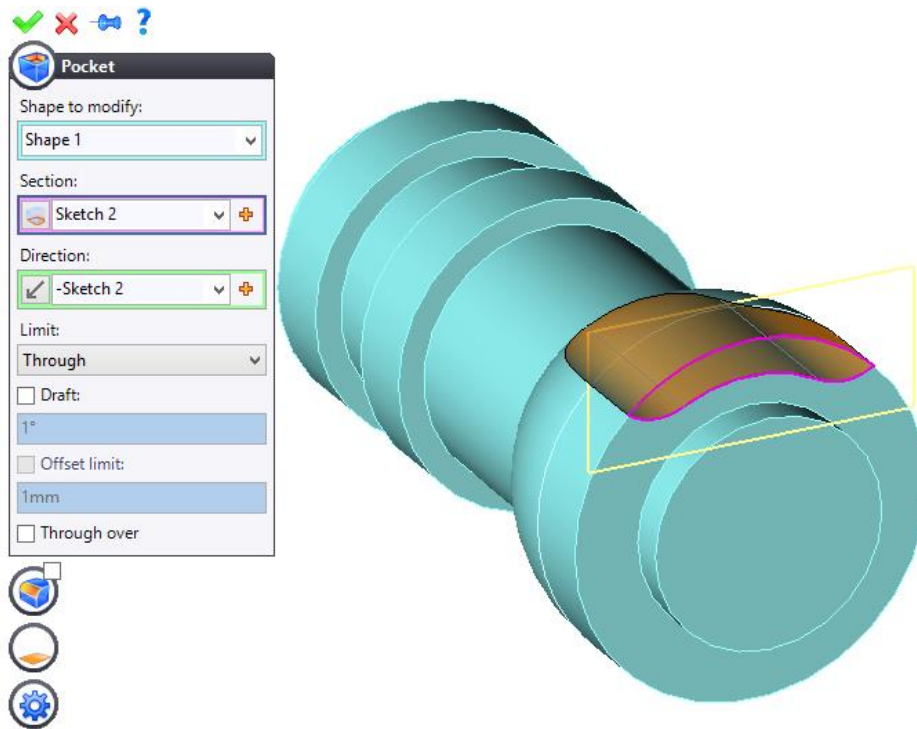 ?
Pocket
Shape to modify:
Shape 1
Section:
Sketch 2
Direction:
-Sketch 2
Limit:
Through
Draft:
1°
Offset limit:
1mm
Through over